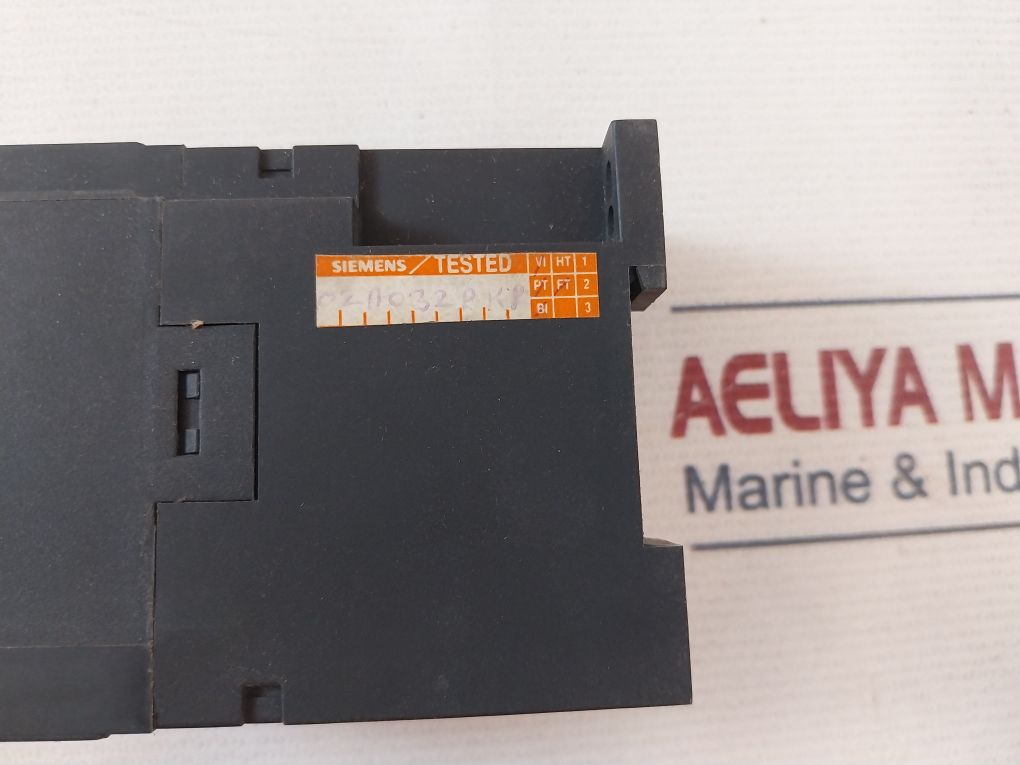 SIEMENS / TESTED
VI HT 1
PT FT 2
BI 3
AELIYA M
Marine & Ind